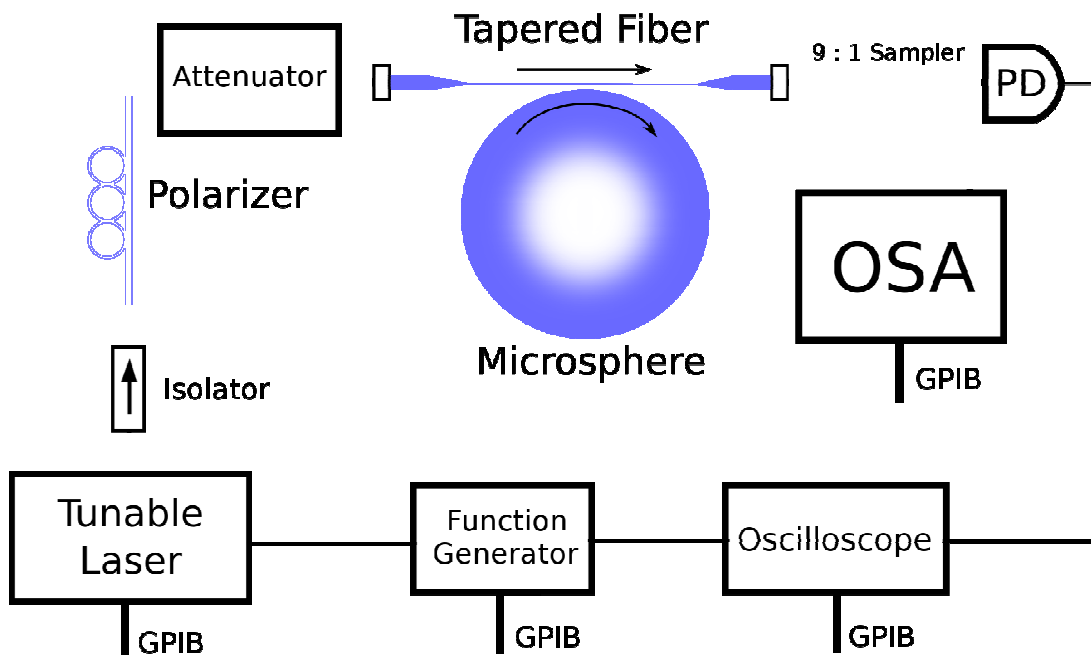 Tapered Fiber
9 : 1 Sampler
Attenuator
PD
Polarizer
OSA
Microsphere
GPIB
Isolator
Tunable
Laser
Function
Generator
Oscilloscope
GPIB
GPIB
GPIB